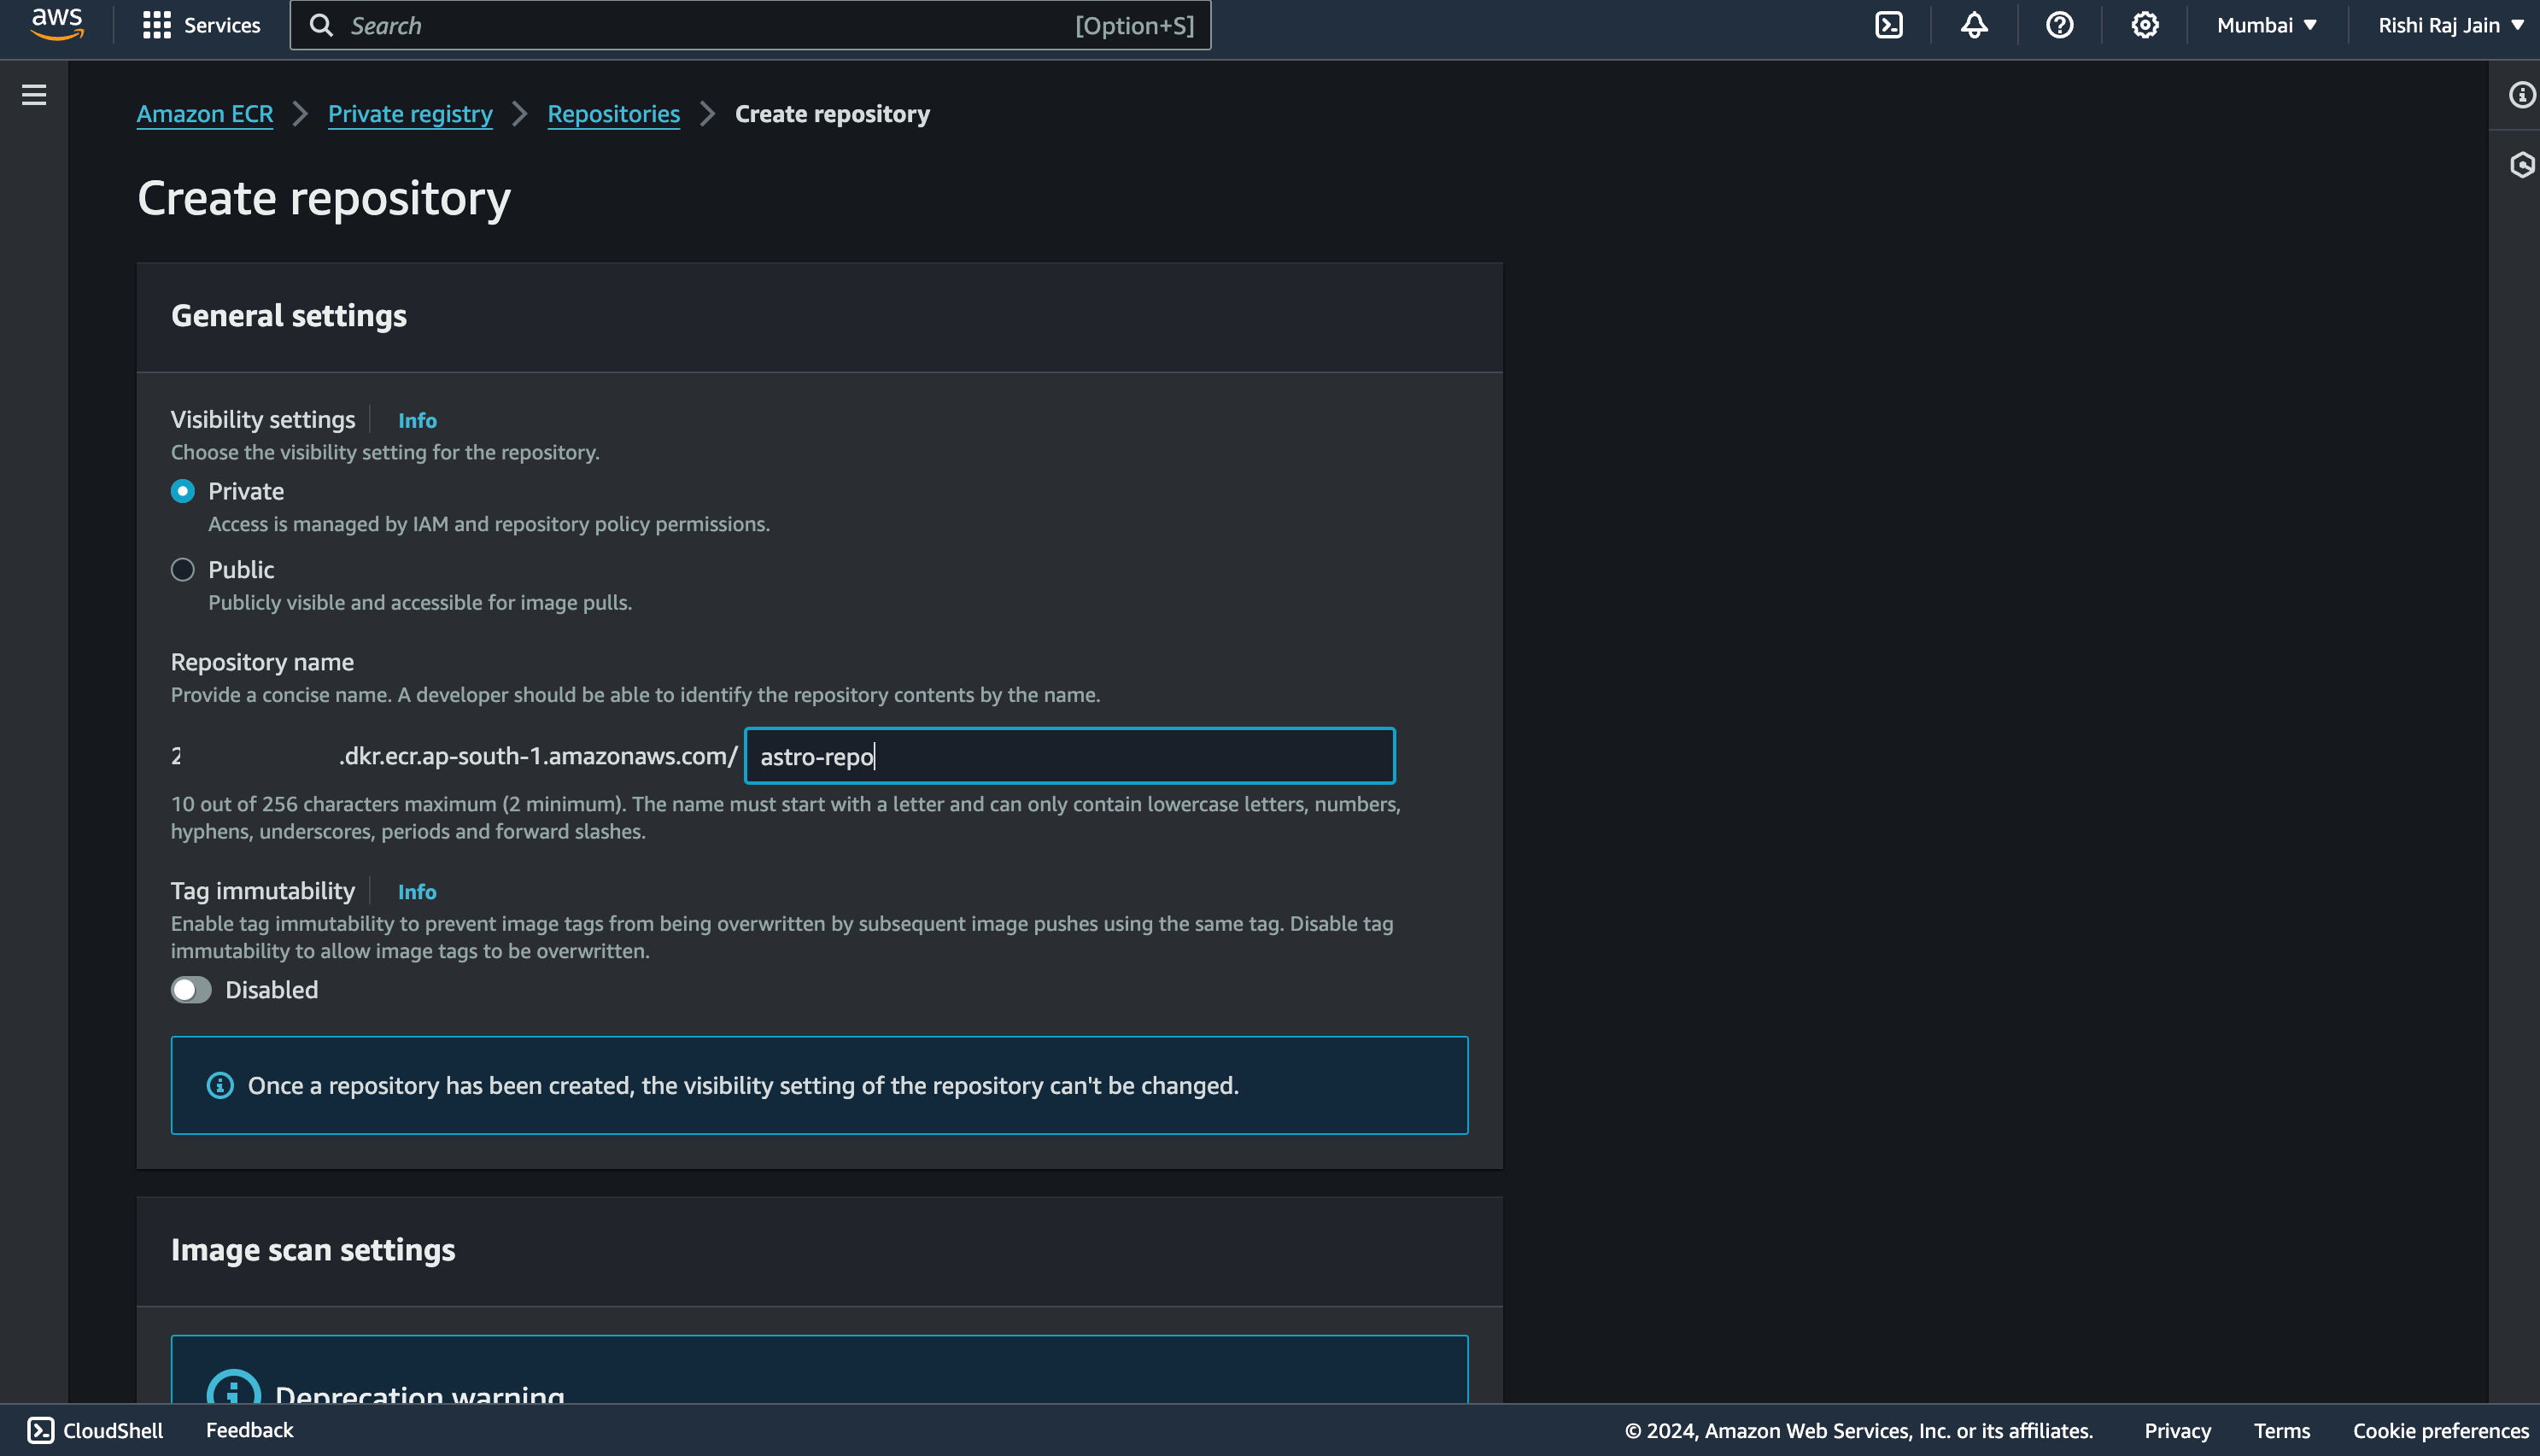 aws
Services
Search
[Option+S]
Mumbai
Rishi Raj Jain
Amazon ECR
Private registry
Repositories
Create repository
Create repository
General settings
Visibility settings
Info
Choose the visibility setting for the repository.
Private
Access is managed by IAM and repository policy permissions.
Public
Publicly visible and accessible for image pulls.
Repository name
Provide a concise name. A developer should be able to identify the repository contents by the name.
2 .dkr.ecr.ap-south-1.amazonaws.com/ astro-repo
10 out of 256 characters maximum (2 minimum). The name must start with a letter and can only contain lowercase letters, numbers,
hyphens, underscores, periods and forward slashes.
Tag immutability
Info
Enable tag immutability to prevent image tags from being overwritten by subsequent image pushes using the same tag. Disable tag
immutability to allow image tags to be overwritten.
Disabled
Once a repository has been created, the visibility setting of the repository can't be changed.
Image scan settings
Deprecation warning
CloudShell
Feedback
© 2024, Amazon Web Services, Inc. or its affiliates.
Privacy
Terms
Cookie preferences